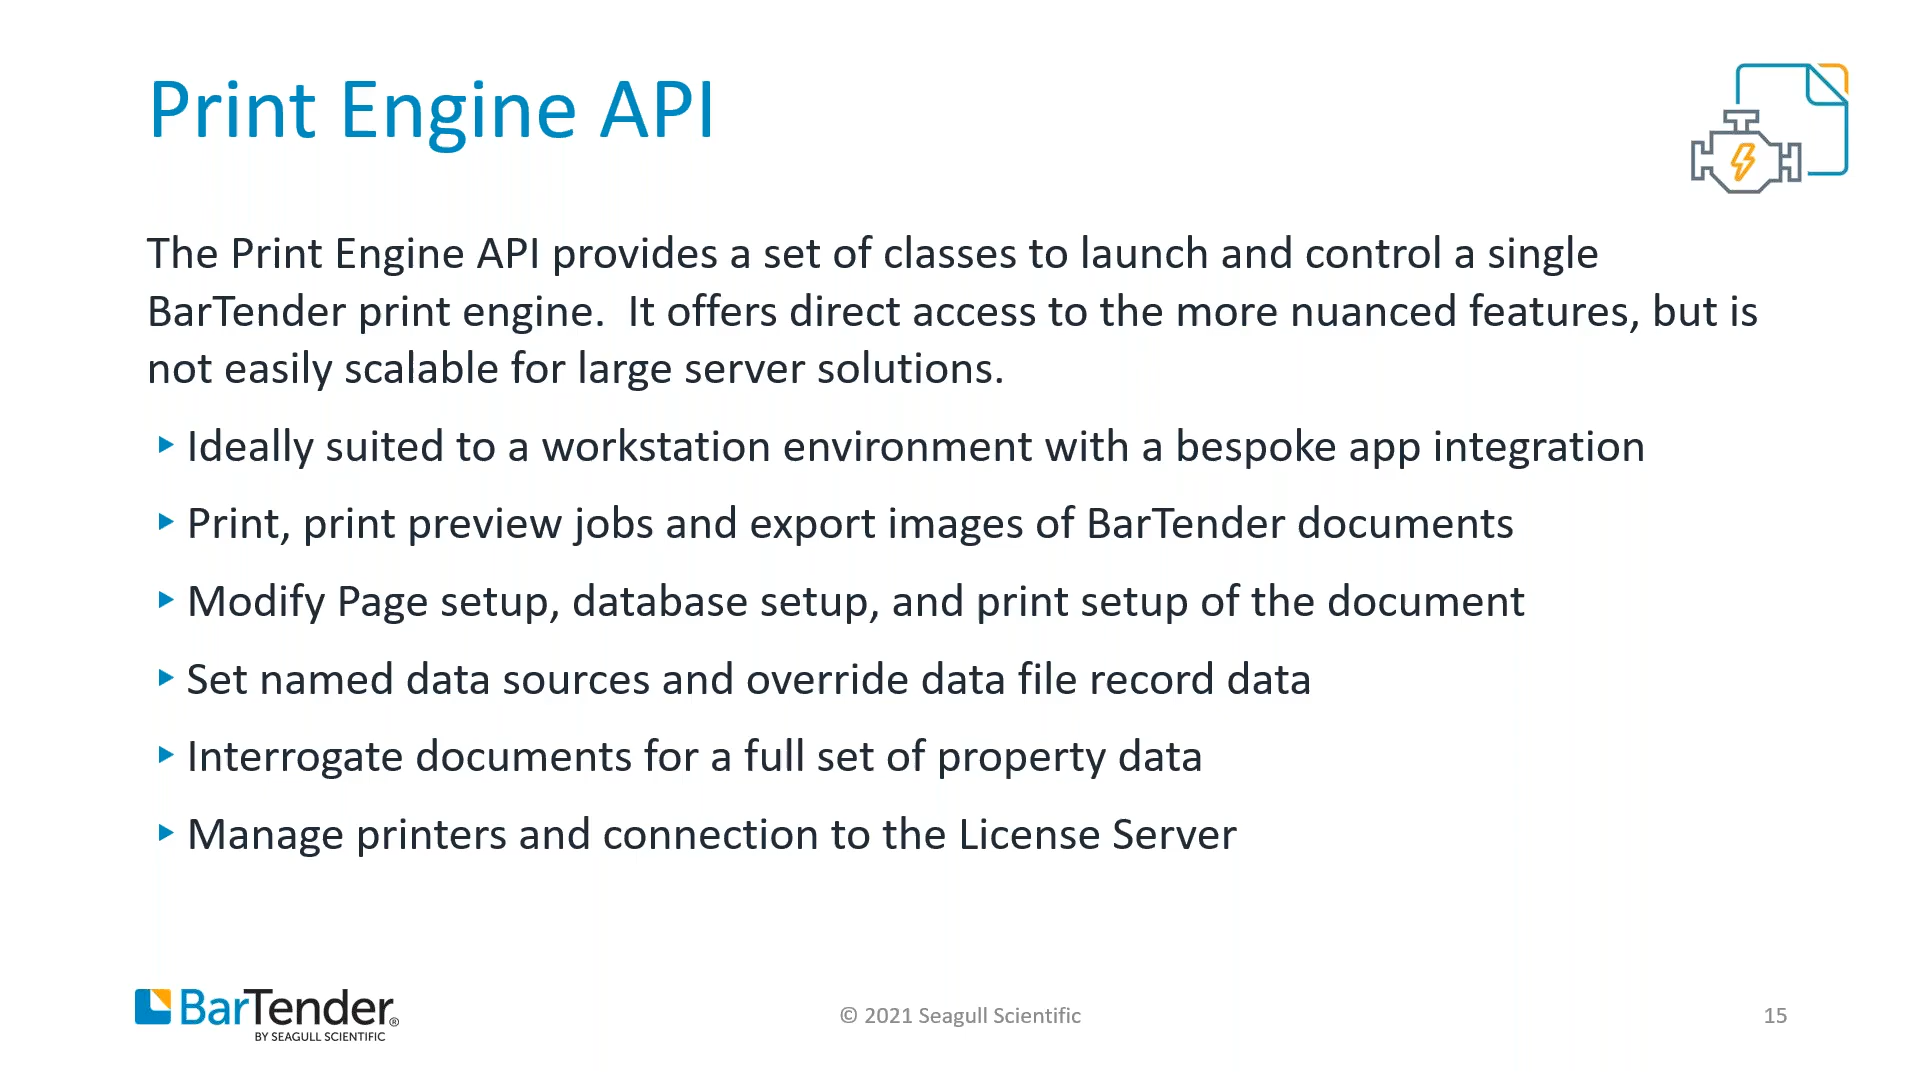 Print Engine API
The Print Engine API provides a set of classes to launch and control a single
BarTender print engine.  It offers direct access to the more nuanced features, but is
not easily scalable for large server solutions.
Ideally suited to a workstation environment with a bespoke app integration
Print, print preview jobs and export images of BarTender documents
Modify Page setup, database setup, and print setup of the document
Set named data sources and override data file record data
Interrogate documents for a full set of property data
Manage printers and connection to the License Server
BarTender®
BY SEAGULL SCIENTIFIC
© 2021 Seagull Scientific
15